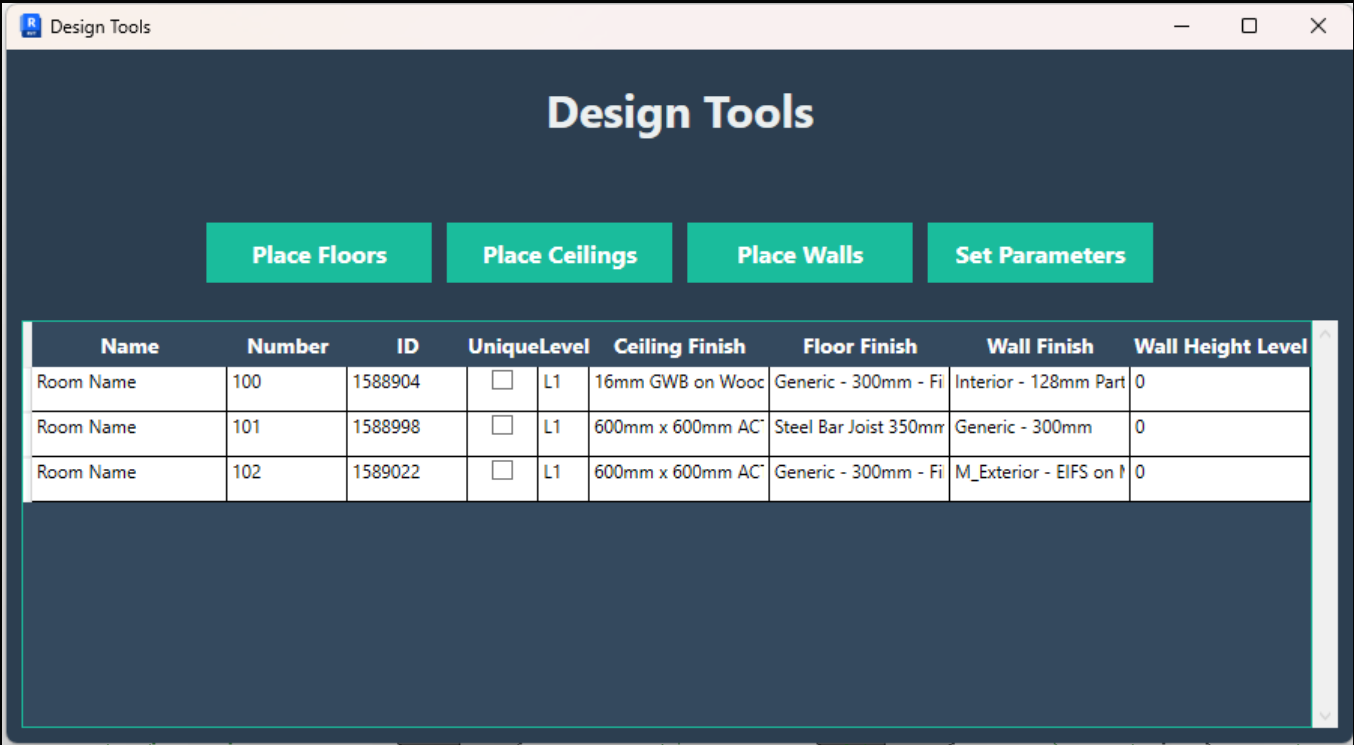 Design Tools
Design Tools
Place Floors Place Ceilings Place Walls Set Parameters
Name Number ID Unique Level Ceiling Finish Floor Finish Wall Finish Wall Height Level
Room Name 100 1588904 L1 16mm GWB on Wood Generic - 300mm - Fi Interior - 128mm Part 0
Room Name 101 1588998 L1 600mm x 600mm ACT Steel Bar Joist 350mm Generic - 300mm 0
Room Name 102 1589022 L1 600mm x 600mm ACT Generic - 300mm - Fi M_Exterior - EIFS on M 0